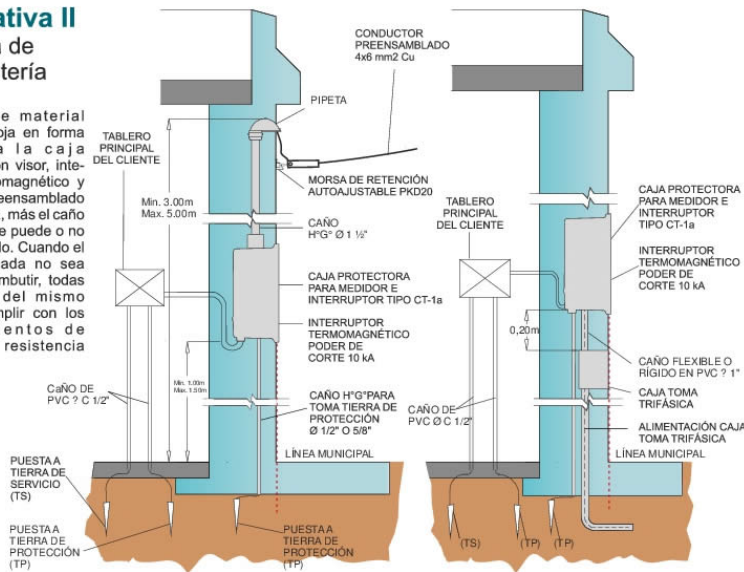 ativa II
de
tería
e material
oja en forma
a la caja
on visor, inte-
omagnético y
eensamblado
, más el caño
e puede o no
do. Cuando el
ada no sea
mbutir, todas
del mismo
mplir con los
entos de
resistencia
CONDUCTOR
PREENSAMBLADO
4x6 mm2 Cu
PIPETA
TABLERO
PRINCIPAL
DEL CLIENTE
MORSA DE RETENCIÓN
AUTOAJUSTABLE PKD20
Min. 3.00m
Max. 5.00m
CAÑO
H°G° Ø 1 ½"
CAJA PROTECTORA
PARA MEDIDOR E
INTERRUPTOR TIPO CT-1a
INTERRUPTOR
TERMOMAGNÉTICO
PODER DE
CORTE 10 kA
Min. 1.00m
Max. 1.50m
CAÑO DE
PVC ? C 1/2"
CAÑO H°G°PARA
TOMA TIERRA DE
PROTECCIÓN
Ø 1/2" O 5/8"
LÍNEA MUNICIPAL
PUESTA A
TIERRA DE
SERVICIO
(TS)
PUESTA A
TIERRA DE
PROTECCIÓN
(TP)
PUESTA A
TIERRA DE
PROTECCIÓN
(TP)
TABLERO
PRINCIPAL
DEL CLIENTE
CAJA PROTECTORA
PARA MEDIDOR E
INTERRUPTOR
TIPO CT-1a
INTERRUPTOR
TERMOMAGNÉTICO
PODER DE
CORTE 10 kA
0,20m
CAÑO FLEXIBLE O
RÍGIDO EN PVC ? 1"
CAJA TOMA
TRIFÁSICA
CAÑO DE
PVC Ø C 1/2"
ALIMENTACIÓN CAJA
TOMA TRIFÁSICA
LÍNEA MUNICIPAL
(TS)
(TP)
(TP)